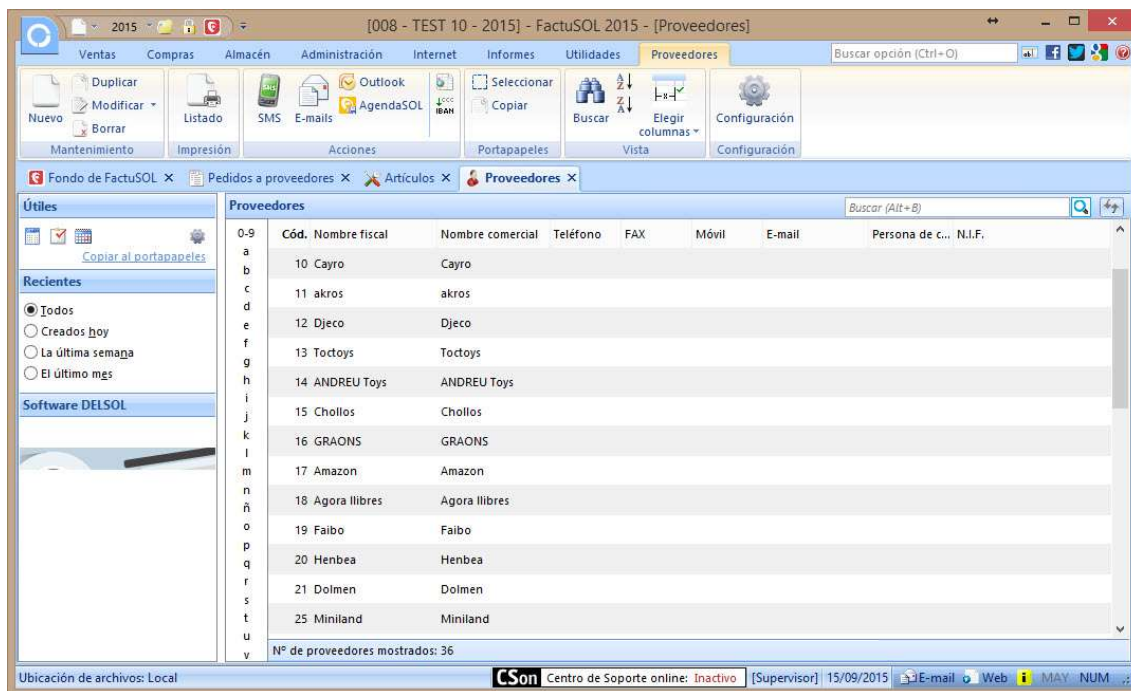 2015
[008 - TEST 10 - 2015] - FactuSOL 2015 - [Proveedores]
Ventas Compras Almacén Administración Internet Informes Utilidades Proveedores Buscar opción (Ctrl+O)
Nuevo
Duplicar
Modificar
Borrar
Mantenimiento
Listado
Impresión
SMS
E-mails
Outlook
AgendaSOL
IBAN
Acciones
Seleccionar
Copiar
Portapapeles
Buscar
Elegir
columnas
Vista
Configuración
Configuración
Fondo de FactuSOL X Pedidos a proveedores X Artículos X Proveedores X
Útiles
Copiar al portapapeles
Recientes
Todos
Creados hoy
La última semana
El último mes
Software DELSOL
Proveedores Buscar (Alt+B)
0-9
a
b
c
d
e
f
g
h
i
j
k
l
m
n
ñ
o
p
q
r
s
t
u
v
Cód. Nombre fiscal Nombre comercial Teléfono FAX Móvil E-mail Persona de c... N.I.F.
10 Cayro Cayro
11 akros akros
12 Djeco Djeco
13 Toctoys Toctoys
14 ANDREU Toys ANDREU Toys
15 Chollos Chollos
16 GRAONS GRAONS
17 Amazon Amazon
18 Agora llibres Agora llibres
19 Faibo Faibo
20 Henbea Henbea
21 Dolmen Dolmen
25 Miniland Miniland
Nº de proveedores mostrados: 36
Ubicación de archivos: Local CSon Centro de Soporte online: Inactivo [Supervisor] 15/09/2015 E-mail Web MAY NUM